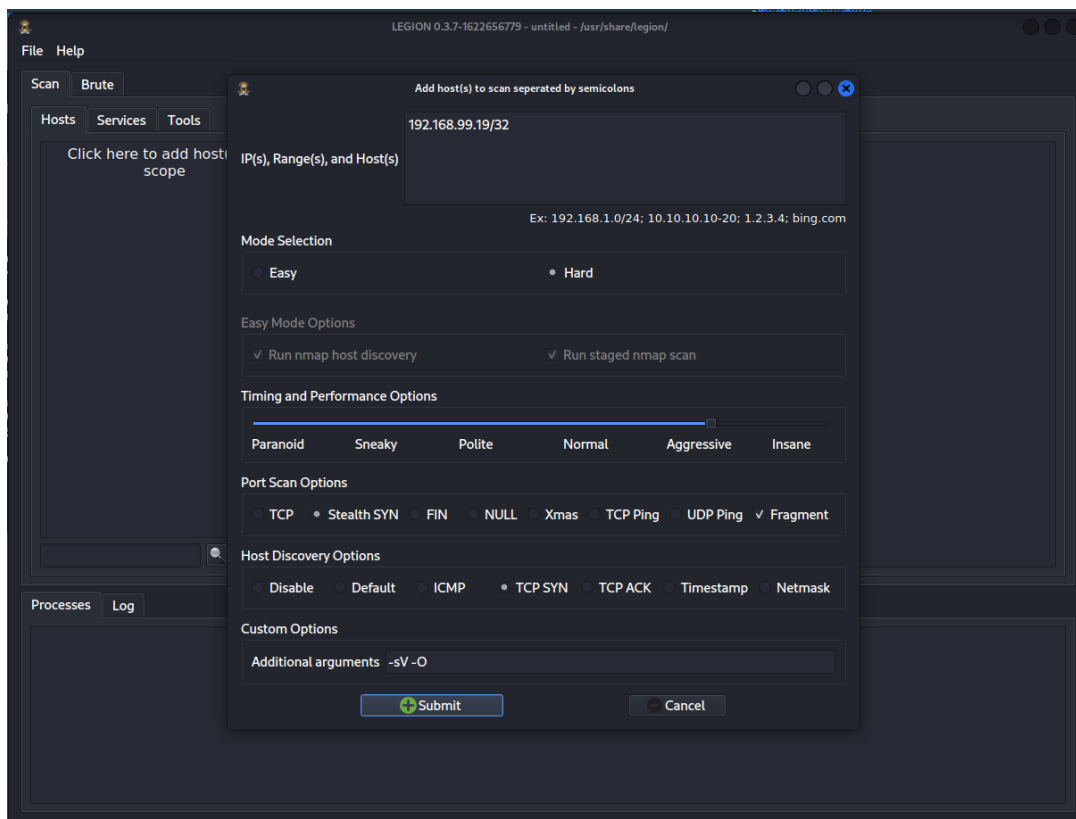 LEGION 0.3.7-1622656779 - untitled - /usr/share/legion/
File Help
Scan Brute
Hosts Services Tools
Click here to add host(
scope
Add host(s) to scan seperated by semicolons
IP(s), Range(s), and Host(s)
192.168.99.19/32
Ex: 192.168.1.0/24; 10.10.10.10-20; 1.2.3.4; bing.com
Mode Selection
Easy Hard
Easy Mode Options
Run nmap host discovery Run staged nmap scan
Timing and Performance Options
Paranoid Sneaky Polite Normal Aggressive Insane
Port Scan Options
TCP Stealth SYN FIN NULL Xmas TCP Ping UDP Ping Fragment
Host Discovery Options
Disable Default ICMP TCP SYN TCP ACK Timestamp Netmask
Custom Options
Additional arguments -sV -O
Submit Cancel
Processes Log